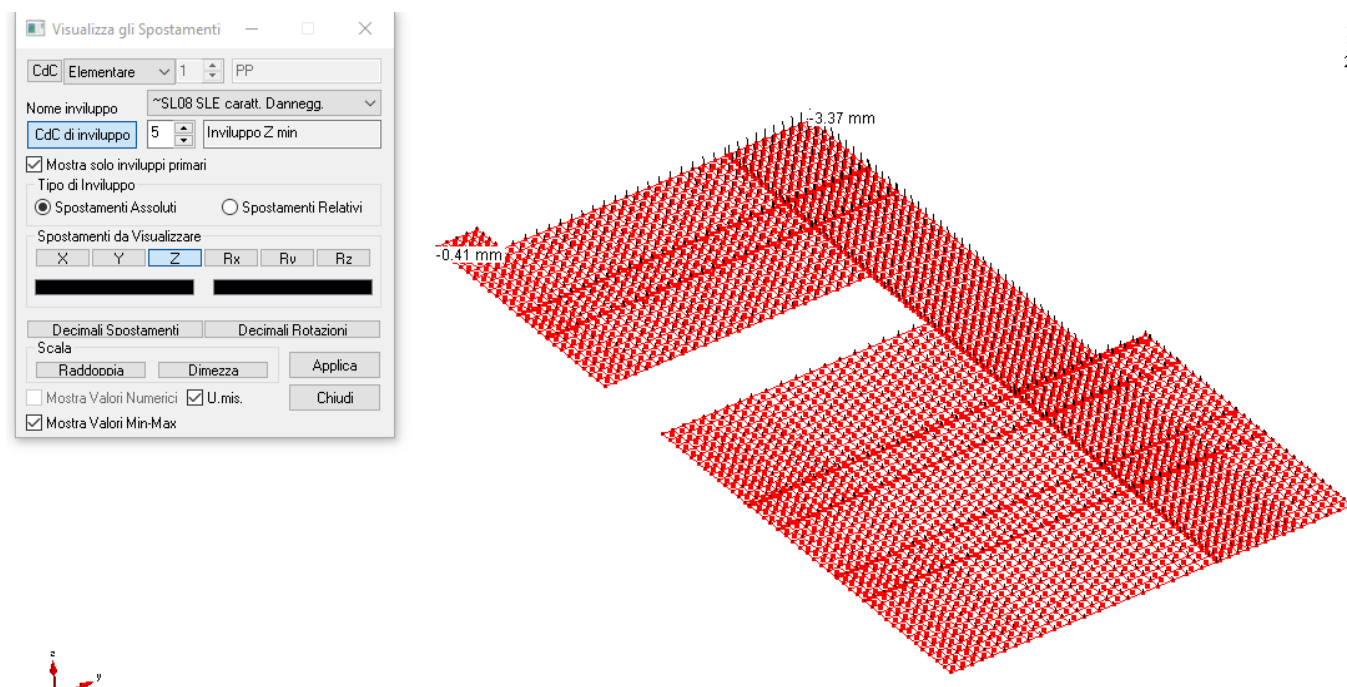 Visualizza gli Spostamenti
CdC Elementare 1 PP
Nome inviluppo ~SL08 SLE caratt. Dannegg.
CdC di inviluppo 5 Inviluppo Z min
Mostra solo inviluppi primari
Tipo di Inviluppo
Spostamenti Assoluti Spostamenti Relativi
Spostamenti da Visualizzare
X Y Z Rx Ry Rz
Decimali Spostamenti Decimali Rotazioni
Scala
Raddoppia Dimezza Applica
Mostra Valori Numerici U.mis. Chiudi
Mostra Valori Min-Max
-3.37 mm
-0.41 mm
2
z
y